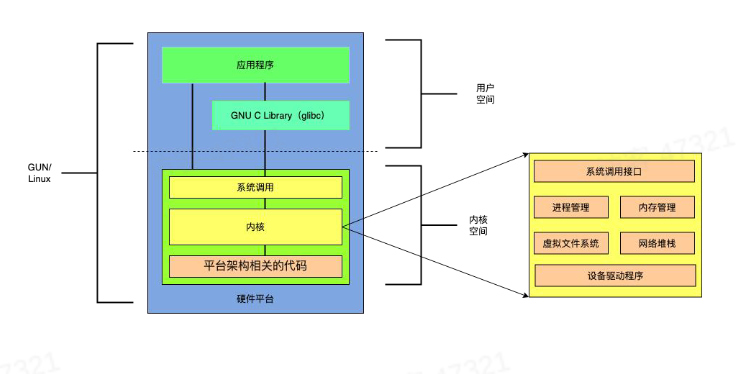 应用程序
GNU C Library（glibc）
用户
空间
GUN/
Linux
系统调用
内核
平台架构相关的代码
硬件平台
内核
空间
系统调用接口
进程管理
内存管理
虚拟文件系统
网络堆栈
设备驱动程序
47321
47321
47321